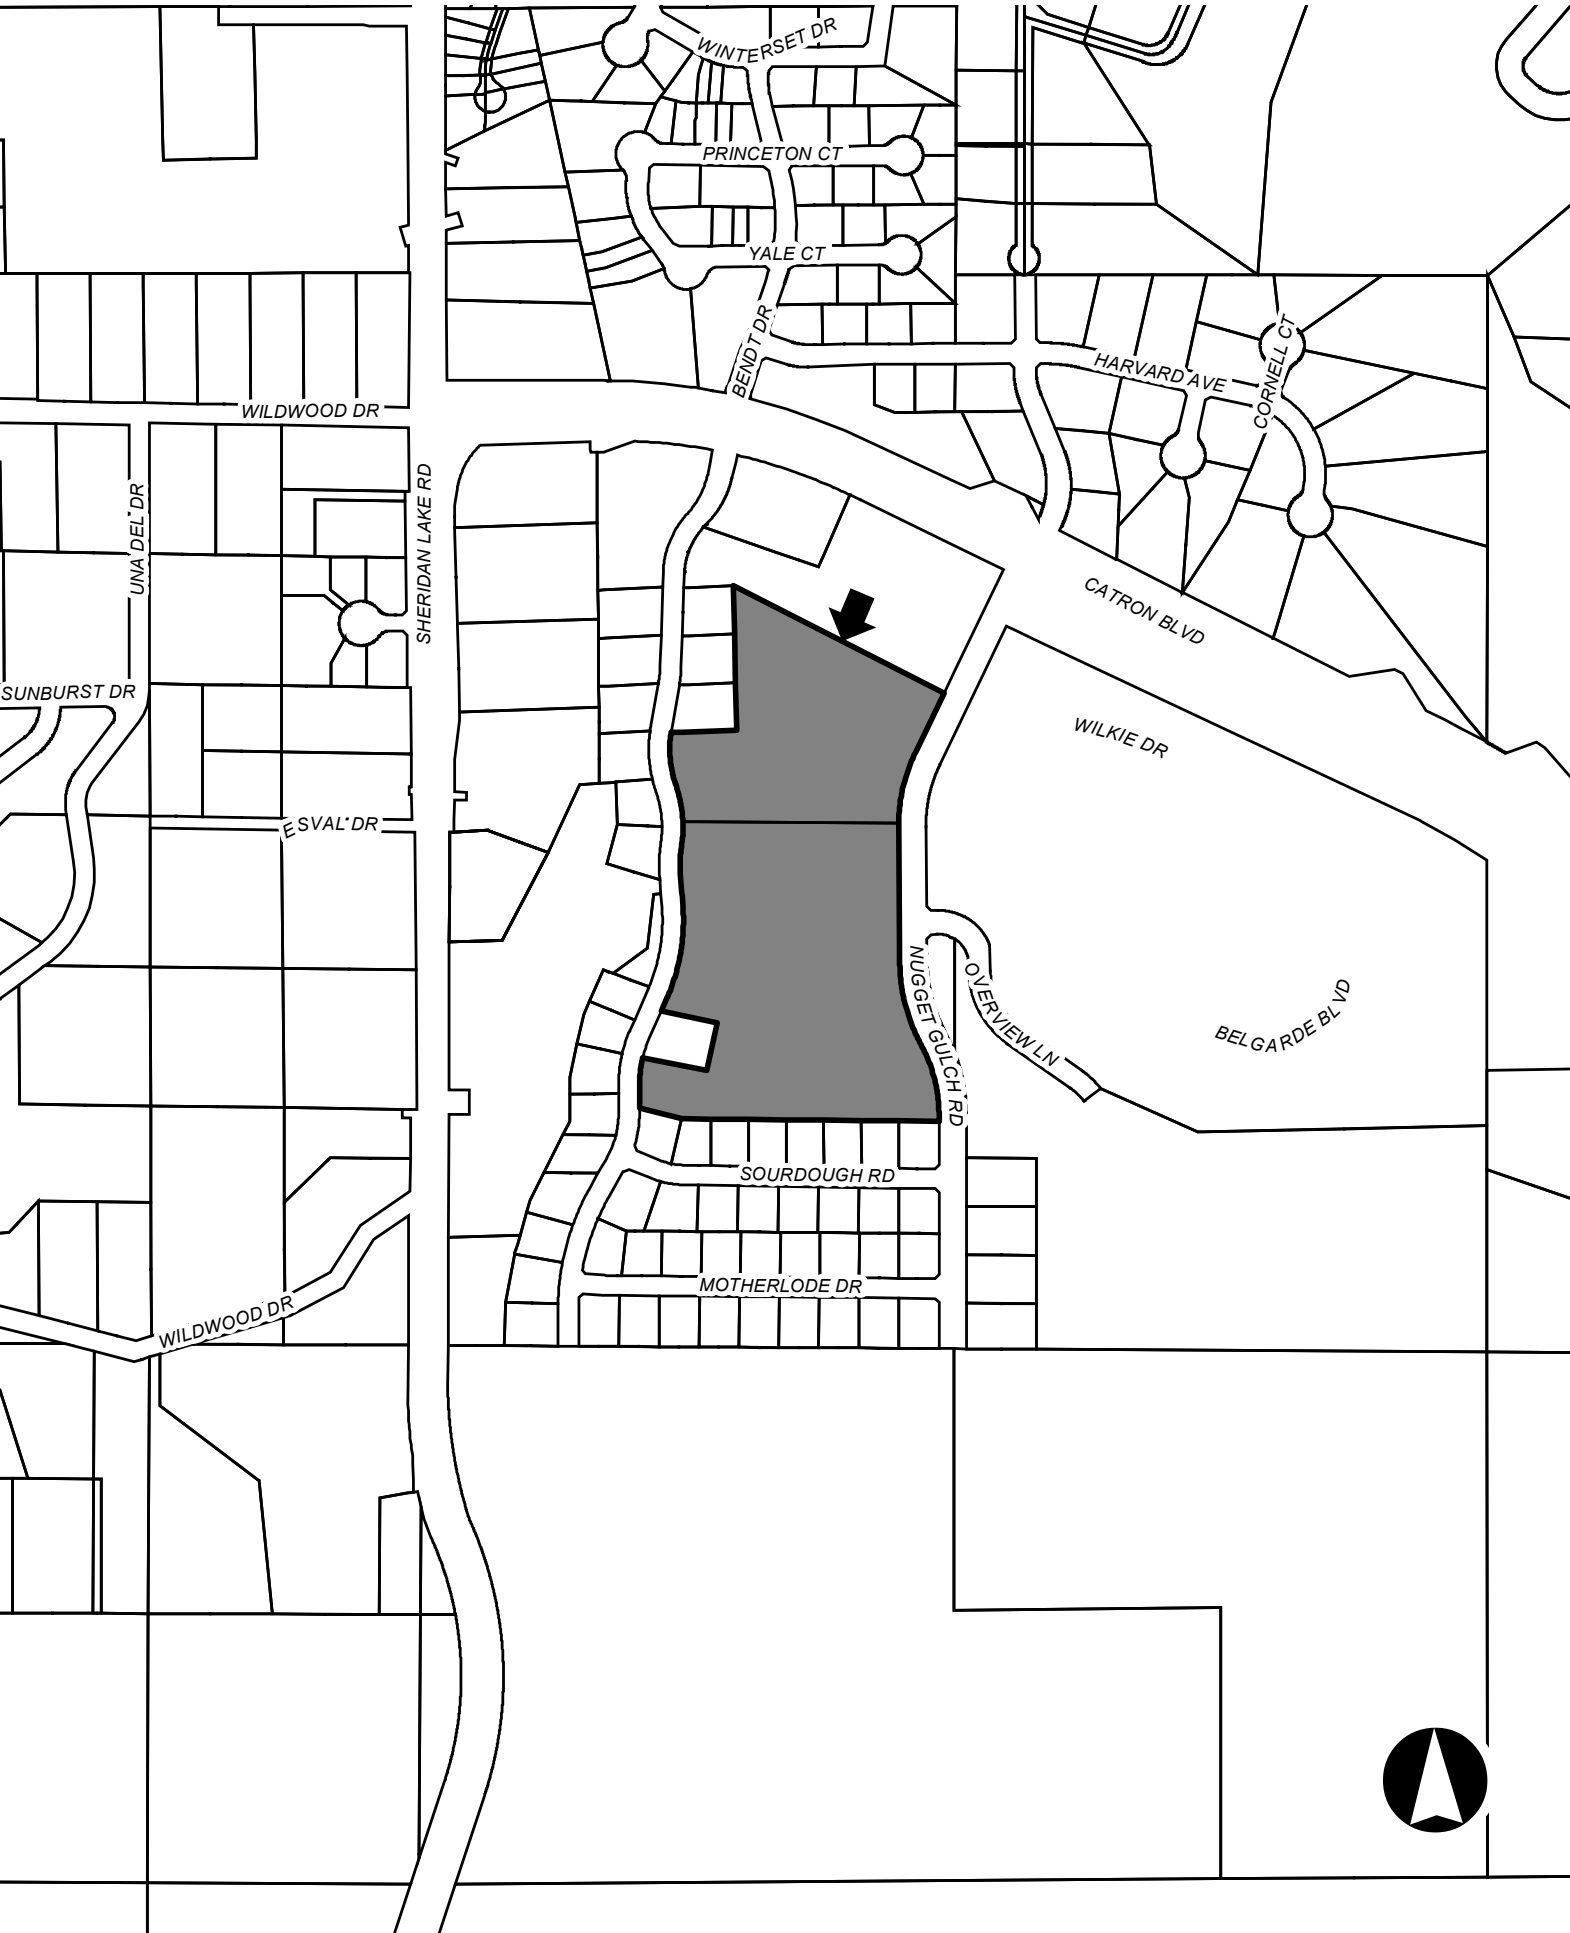 WINTERSET DR
PRINCETON CT
YALE CT
BENDT DR
HARVARD AVE
CORNELL CT
WILDWOOD DR
UNA DEL DR
SHERIDAN LAKE RD
CATRON BLVD
SUNBURST DR
WILKIE DR
ESVAL DR
NUGGET GULCH RD
OVERVIEW LN
BELGARDE BLVD
SOURDOUGH RD
MOTHERLODE DR
WILDWOOD DR